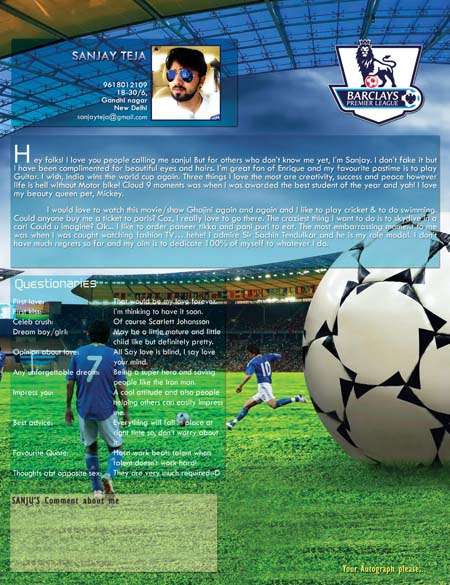 SANJAY TEJA
9618012109
18-30/6,
Gandhi nagar
New Delhi
sanjayteja@gmail.com
BARCLAYS
PREMIER LEAGUE
Hey folks! I love you people calling me sanju! But for others who don't know me yet, I'm Sanjay. I don't fake it but
I have been complimented for beautiful eyes and hairs. I'm great fan of Enrique and my favourite pastime is to play
Guitar. I wish, India wins the world cup again. Three things I love the most are creativity, success and peace however
life is hell without Motor bike! Cloud 9 moments was when I was awarded the best student of the year and yah! I love
my beauty queen pet, Mickey.
I would love to watch this movie/show Ghajini again and again and I like to play cricket & to do swimming.
Could anyone buy me a ticket to paris? Coz, I really love to go there. The craziest thing I want to do is to skydive in a
car! Could u imagine? Ok... I like to order paneer tikka and pani puri to eat. The most embarrassing moment to me
was when I was caught watching fashion TV.... hehe! I admire Sir Sachin Tendulkar and he is my role model. I don't
have much regrets so far and my aim is to dedicate 100% of myself to whatever I do.
Questionaries
First love: That would be my love forever.
First kiss: I'm thinking to have it soon.
Celeb crush: Of course Scarlett Johansson
Dream boy/girl: May be a little mature and little
child like but definitely pretty.
Opinion about love: All Say love is blind, I say love
your mind.
Any unforgettable dream: Being a super hero and saving
people like the Iron man.
Impress you: A cool attitude and also people
helping others can easily impress
me.
Best advice: Everything will fall in place at
right time so, don't worry about
Favourite Quote: Hard work beats talent when
talent doesn't work hard!
Thoughts abt opposite sex: They are very much required :D
SANJU'S Comment about me
7
10
Your Autograph please...